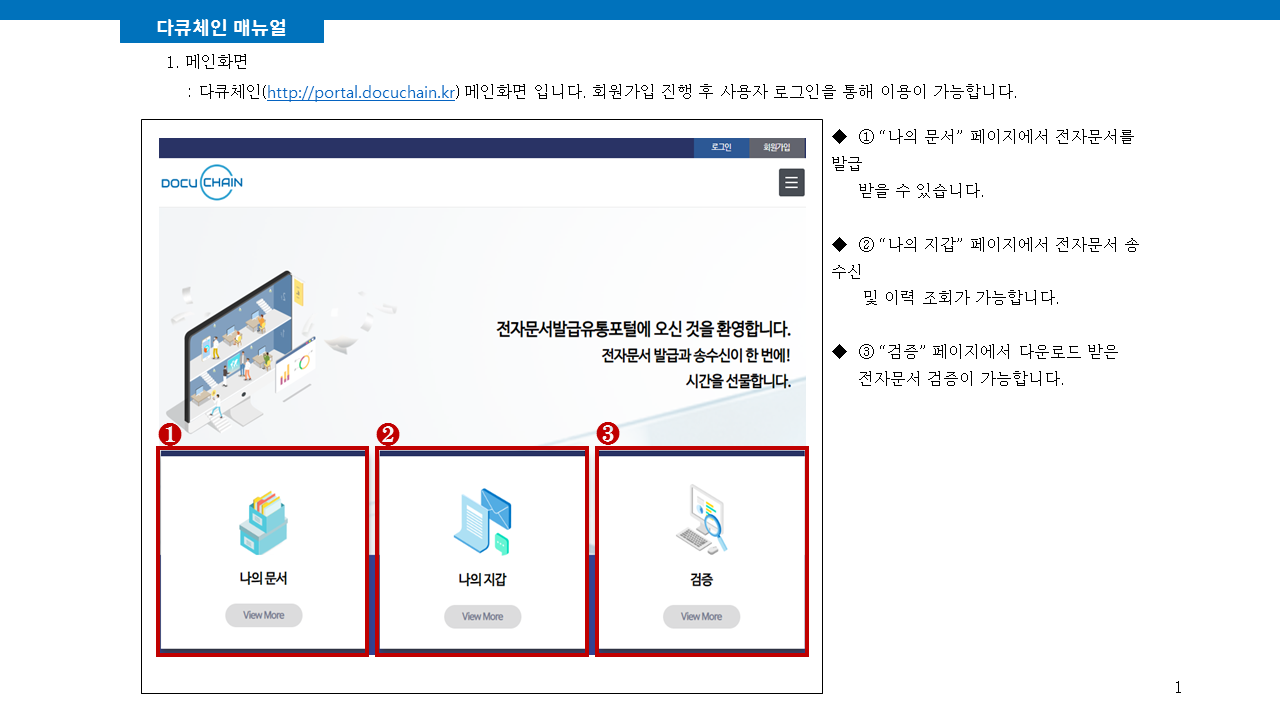 다큐체인 매뉴얼
1. 메인화면
: 다큐체인(http://portal.docuchain.kr) 메인화면 입니다. 회원가입 진행 후 사용자 로그인을 통해 이용이 가능합니다.
로그인 회원가입
DOCU CHAIN
전자문서발급유통포털에 오신 것을 환영합니다.
전자문서 발급과 송수신이 한 번에!
시간을 선물합니다.
❶ ❷ ❸
나의 문서 나의 지갑 검증
View More View More View More
◆ ① “나의 문서” 페이지에서 전자문서를
발급
받을 수 있습니다.
◆ ② “나의 지갑” 페이지에서 전자문서 송
수신
및 이력 조회가 가능합니다.
◆ ③ “검증” 페이지에서 다운로드 받은
전자문서 검증이 가능합니다.
1